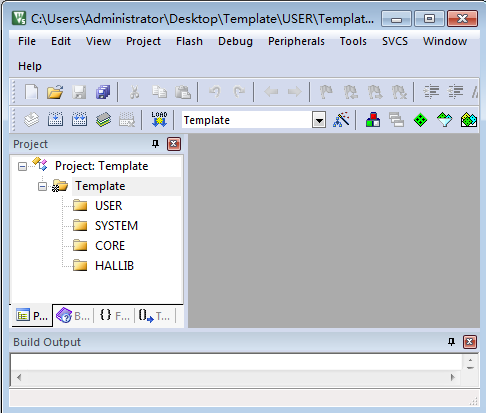 C:\Users\Administrator\Desktop\Template\USER\Templat...
File Edit View Project Flash Debug Peripherals Tools SVCS Window
Help
LOAD Template
Project
Project: Template
Template
USER
SYSTEM
CORE
HALLIB
P... B... {} F... {} T...
Build Output